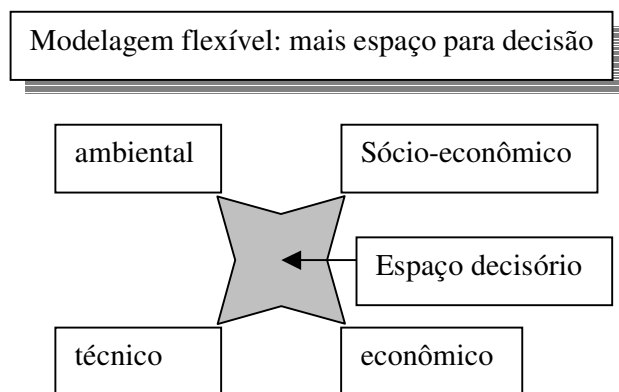 Modelagem flexível: mais espaço para decisão
ambiental
Sócio-econômico
Espaço decisório
técnico
econômico